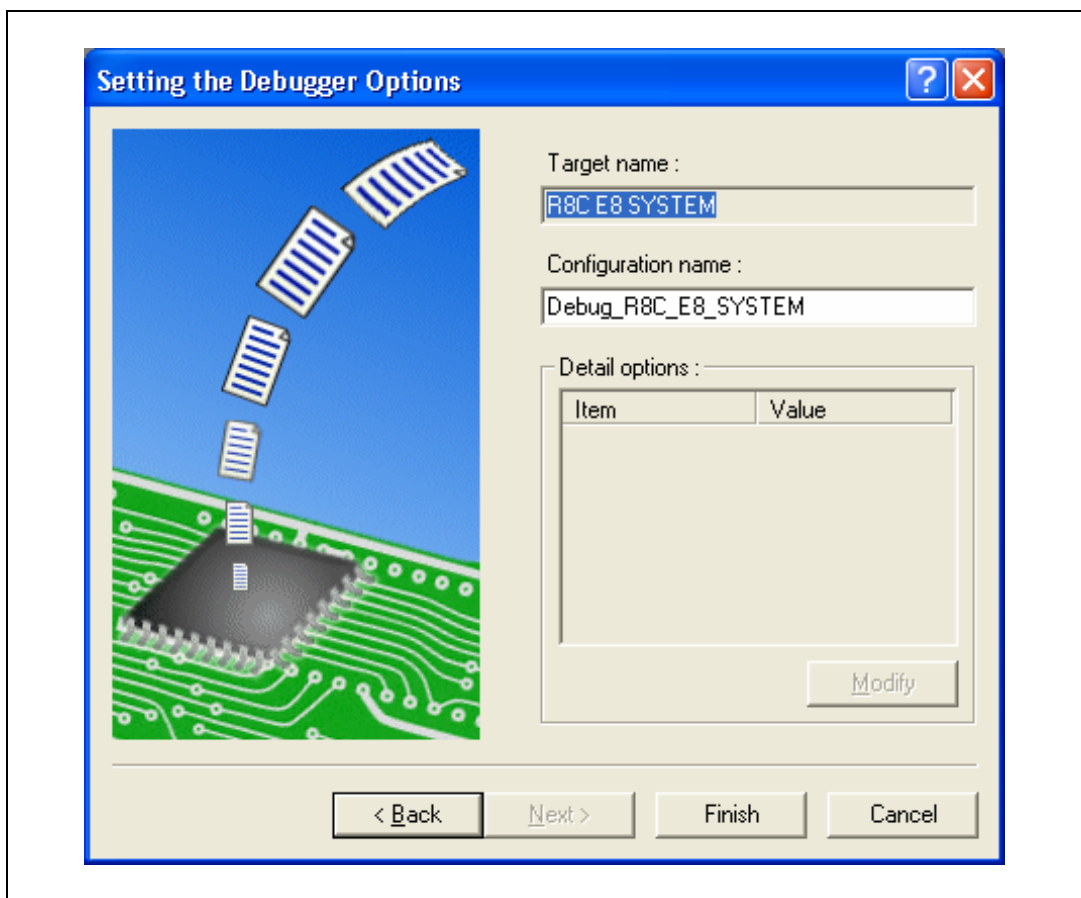 Setting the Debugger Options
Target name :
R8C E8 SYSTEM
Configuration name :
Debug_R8C_E8_SYSTEM
Detail options :
Item Value
Modify
< Back Next > Finish Cancel